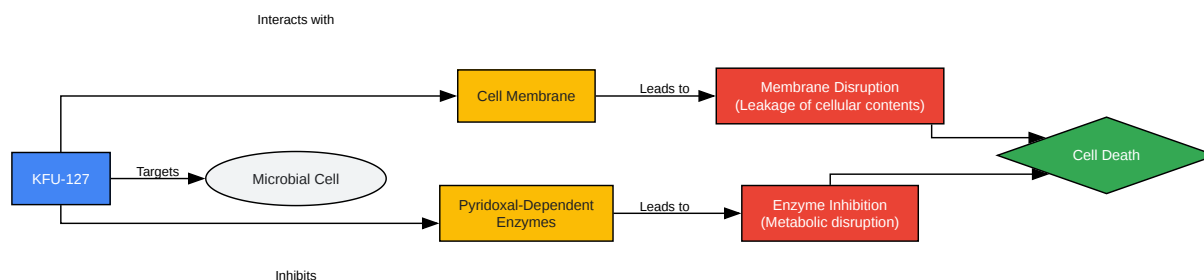 Interacts with
Cell Membrane
Leads to
Membrane Disruption
(Leakage of cellular contents)
KFU-127
Targets
Microbial Cell
Cell Death
Pyridoxal-Dependent
Enzymes
Leads to
Enzyme Inhibition
(Metabolic disruption)
Inhibits